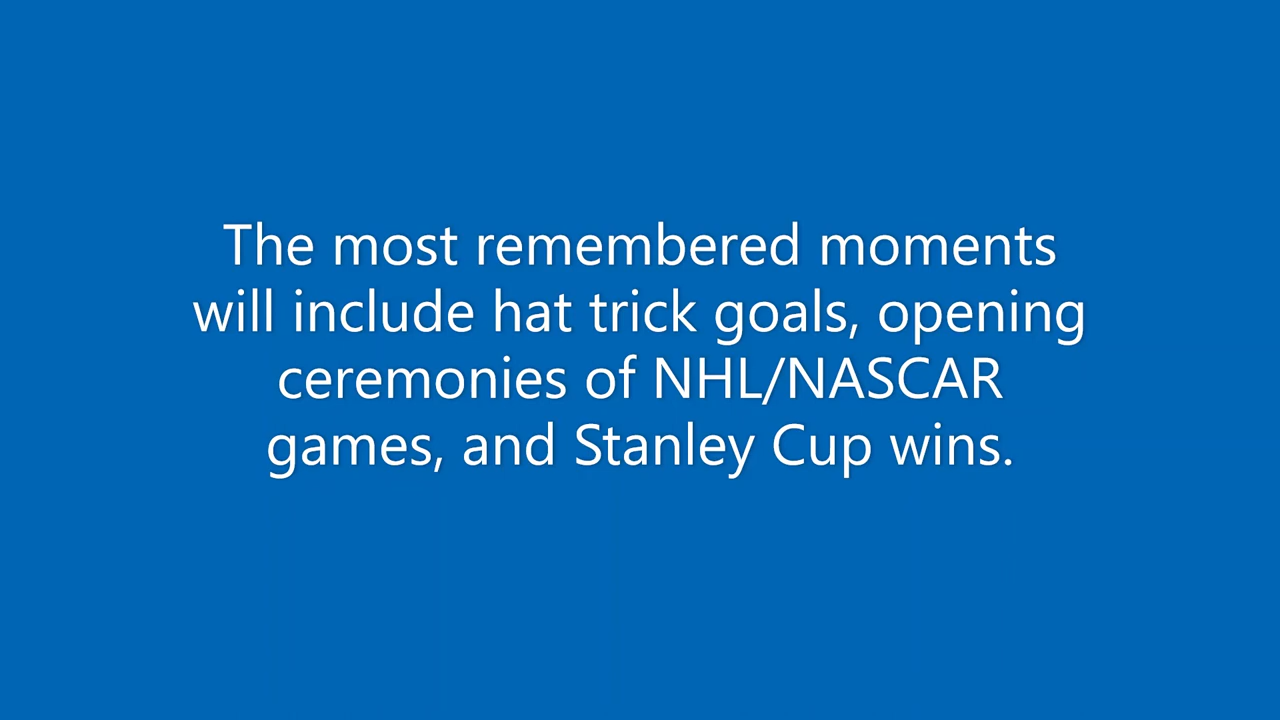 The most remembered moments
will include hat trick goals, opening
ceremonies of NHL/NASCAR
games, and Stanley Cup wins.